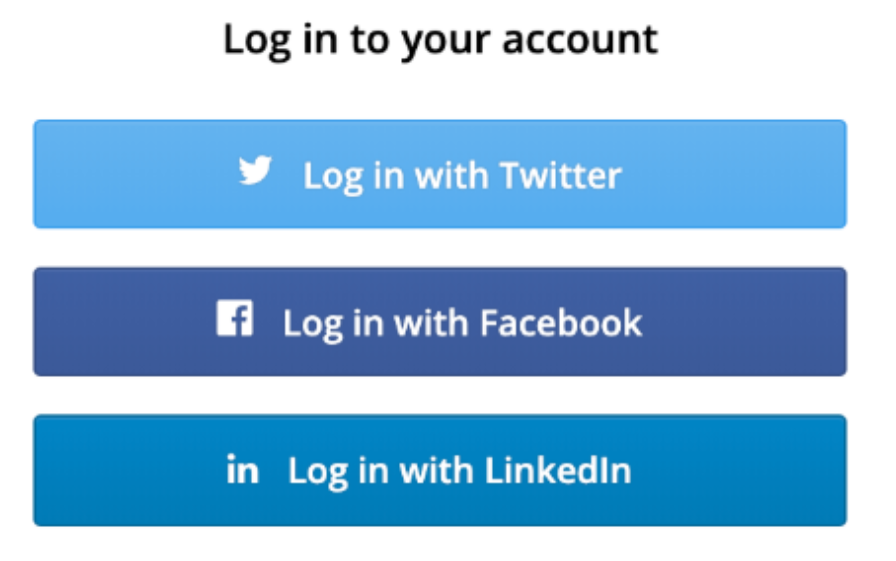 Log in to your account
Log in with Twitter
Log in with Facebook
in Log in with LinkedIn